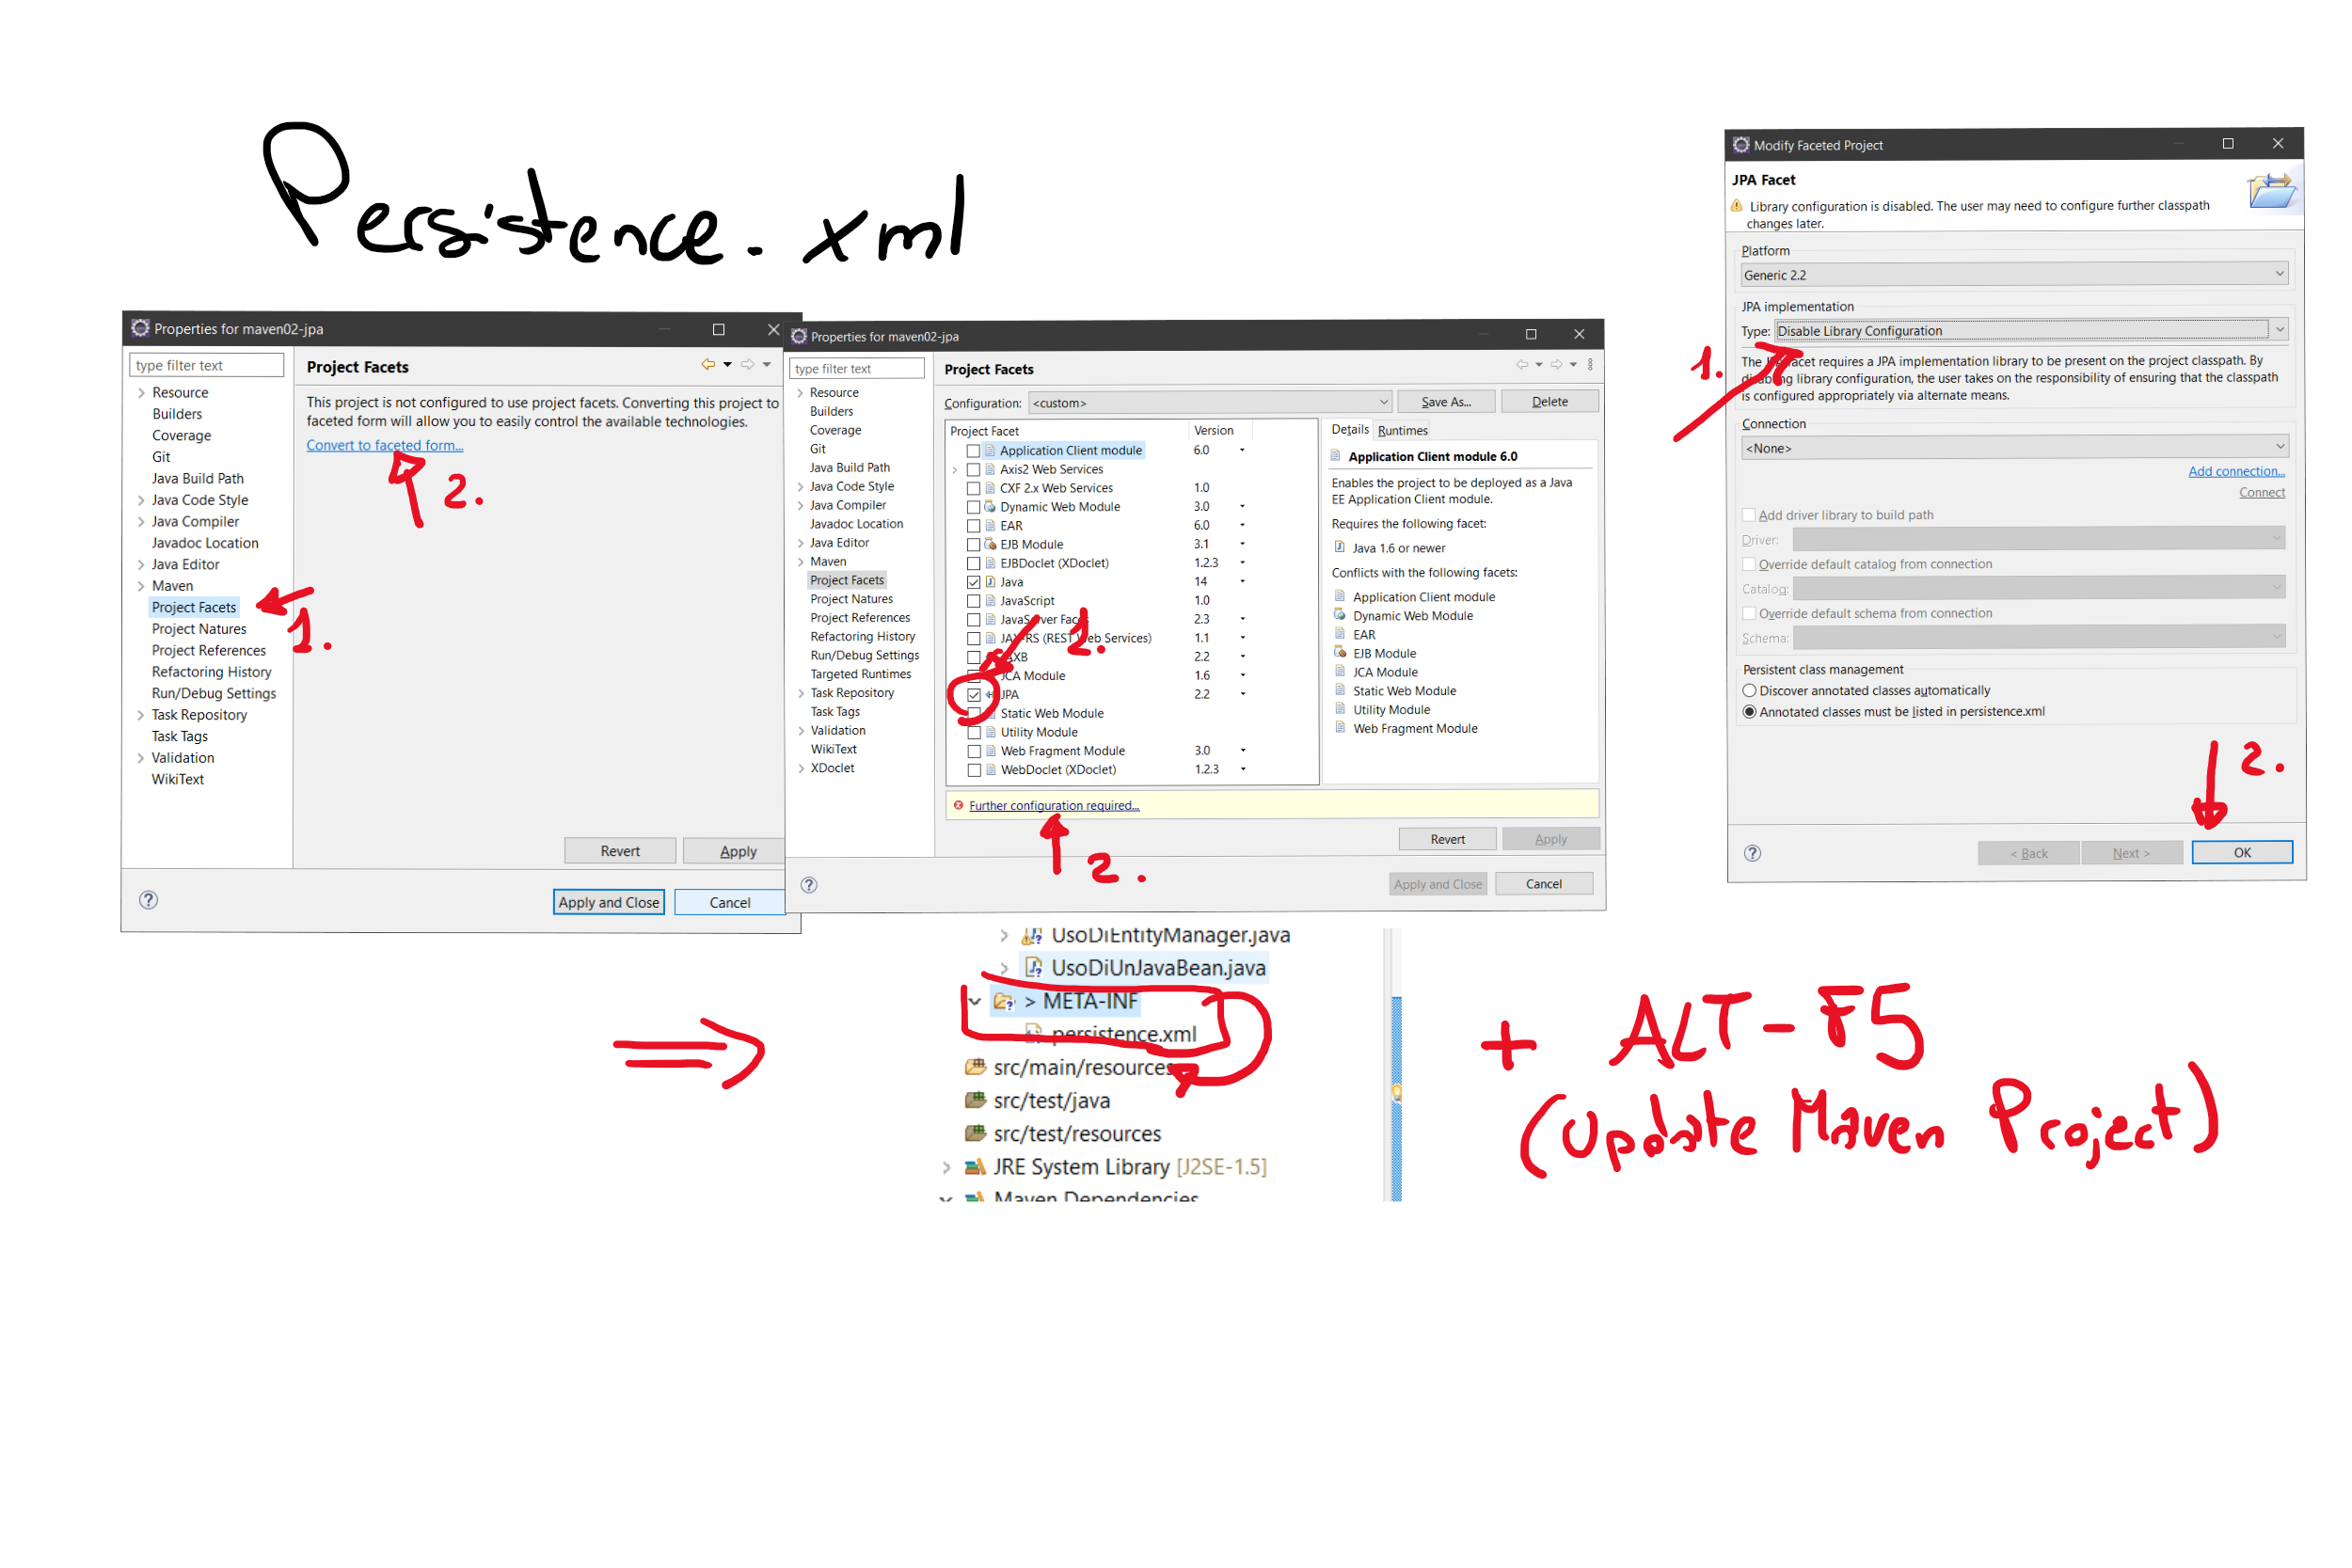 Persistence.xml
Properties for maven02-jpa
type filter text
Resource
Builders
Coverage
Git
Java Build Path
Java Code Style
Java Compiler
Javadoc Location
Java Editor
Maven
Project Facets
Project Natures
Project References
Refactoring History
Run/Debug Settings
Task Repository
Task Tags
Validation
WikiText
1.
Project Facets
This project is not configured to use project facets. Converting this project to
faceted form will allow you to easily control the available technologies.
Convert to faceted form...
2.
Revert Apply
Apply and Close Cancel
Properties for maven02-jpa
type filter text
Resource
Builders
Coverage
Git
Java Build Path
Java Code Style
Java Compiler
Javadoc Location
Java Editor
Maven
Project Facets
Project Natures
Project References
Refactoring History
Run/Debug Settings
Targeted Runtimes
Task Repository
Task Tags
Validation
WikiText
XDoclet
Project Facets
Configuration: <custom> Save As... Delete
Project Facet Version
Application Client module 6.0
Axis2 Web Services
CXF 2.x Web Services 1.0
Dynamic Web Module 3.0
EAR 6.0
EJB Module 3.1
EJBDoclet (XDoclet) 1.2.3
Java 14
JavaScript 1.0
JavaServer Faces 2.3
JAX-RS (REST Web Services) 1.1
JAXB 2.2
JCA Module 1.6
JPA 2.2
Static Web Module
Utility Module
Web Fragment Module 3.0
WebDoclet (XDoclet) 1.2.3
1.
Details Runtimes
Application Client module 6.0
Enables the project to be deployed as a Java
EE Application Client module.
Requires the following facet:
Java 1.6 or newer
Conflicts with the following facets:
Application Client module
Dynamic Web Module
EAR
EJB Module
JCA Module
Static Web Module
Utility Module
Web Fragment Module
Further configuration required...
2.
Revert Apply
Apply and Close Cancel
Modify Faceted Project
JPA Facet
Library configuration is disabled. The user may need to configure further classpath
changes later.
Platform
Generic 2.2
JPA implementation
Type: Disable Library Configuration
1.
The JPA facet requires a JPA implementation library to be present on the project classpath. By
disabling library configuration, the user takes on the responsibility of ensuring that the classpath
is configured appropriately via alternate means.
Connection
<None>
Add connection...
Connect
Add driver library to build path
Driver:
Override default catalog from connection
Catalog:
Override default schema from connection
Schema:
Persistent class management
Discover annotated classes automatically
Annotated classes must be listed in persistence.xml
2.
< Back Next > OK
UsoDiEntityManager.java
UsoDiUnJavaBean.java
> META-INF
persistence.xml
src/main/resources
src/test/java
src/test/resources
JRE System Library [J2SE-1.5]
Maven Dependencies
+ ALT-F5
(Update Maven Project)